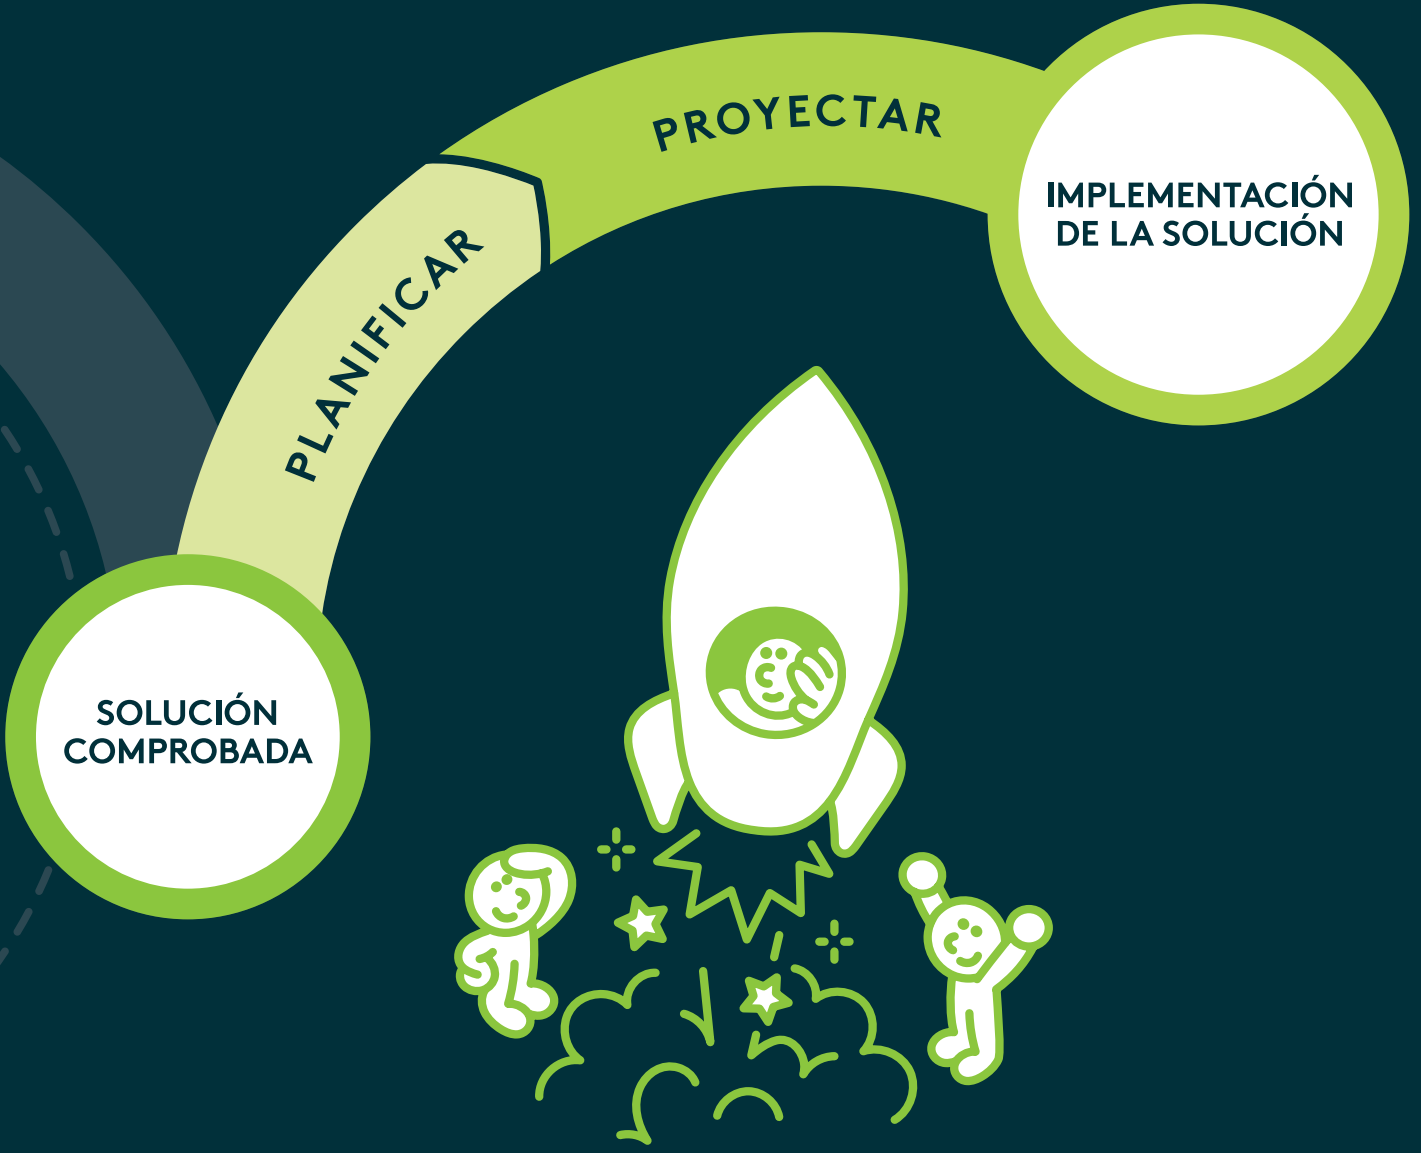 SOLUCIÓN
COMPROBADA
PLANIFICAR
PROYECTAR
IMPLEMENTACIÓN
DE LA SOLUCIÓN